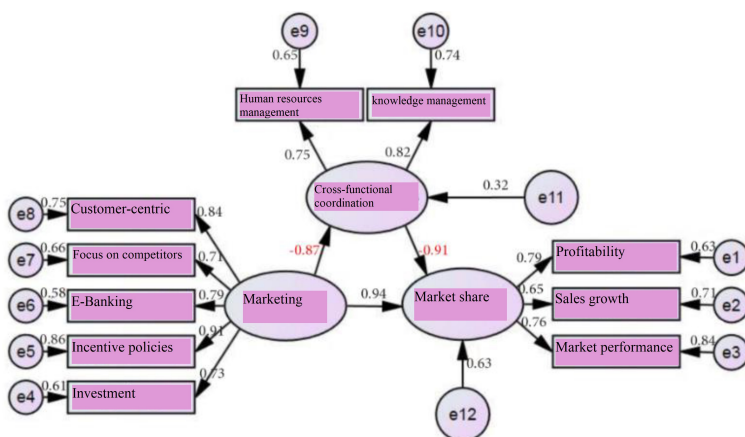 e9
e10
0.65
0.74
Human resources
management
knowledge management
0.75
0.82
Cross-functional
coordination
0.32
e11
e8
0.75
Customer-centric
0.84
-0.87
-0.91
e7
0.66
Focus on competitors
0.71
0.79
Profitability
0.63
e1
e6
0.58
E-Banking
0.79
Marketing
0.94
Market share
0.65
Sales growth
0.71
e2
e5
0.86
Incentive policies
0.91
0.76
Market performance
0.84
e3
e4
0.61
Investment
0.73
0.63
e12